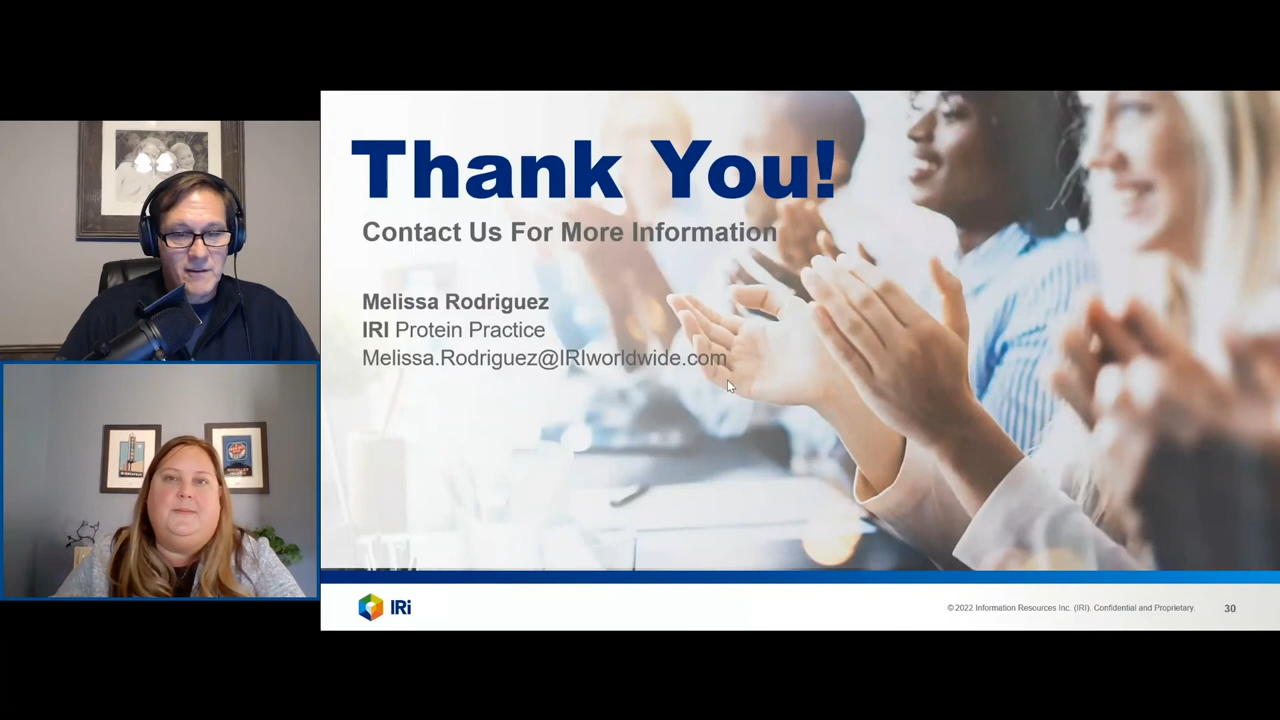 Thank You!
Contact Us For More Information
Melissa Rodriguez
IRI Protein Practice
Melissa.Rodriguez@IRIworldwide.com
IRi
© 2022 Information Resources Inc. (IRI). Confidential and Proprietary.
30